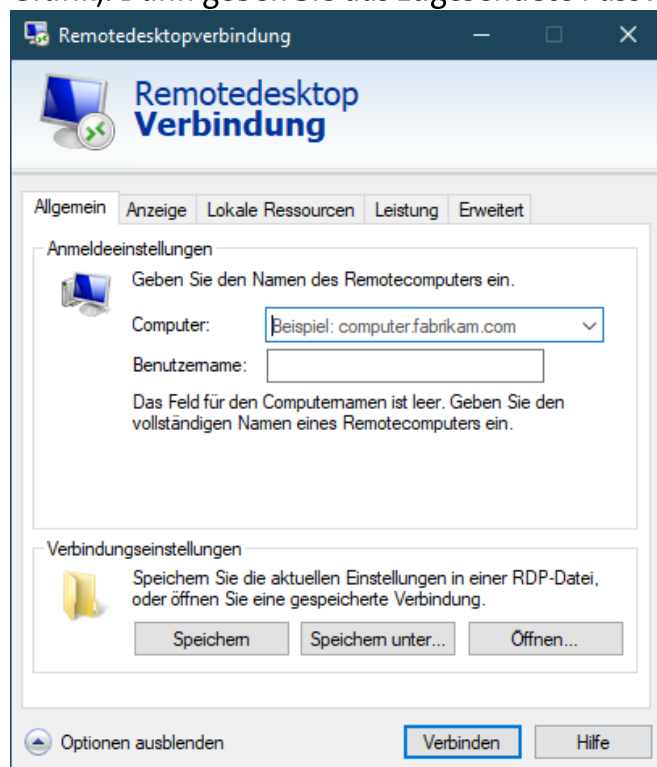 Remotedesktopverbindung
Remotedesktop
Verbindung
Allgemein Anzeige Lokale Ressourcen Leistung Erweitert
Anmeldeeinstellungen
Geben Sie den Namen des Remotecomputers ein.
Computer: Beispiel: computer.fabrikam.com
Benutzername:
Das Feld für den Computernamen ist leer. Geben Sie den
vollständigen Namen eines Remotecomputers ein.
Verbindungseinstellungen
Speichern Sie die aktuellen Einstellungen in einer RDP-Datei,
oder öffnen Sie eine gespeicherte Verbindung.
Speichern Speichern unter... Öffnen...
Optionen ausblenden Verbinden Hilfe